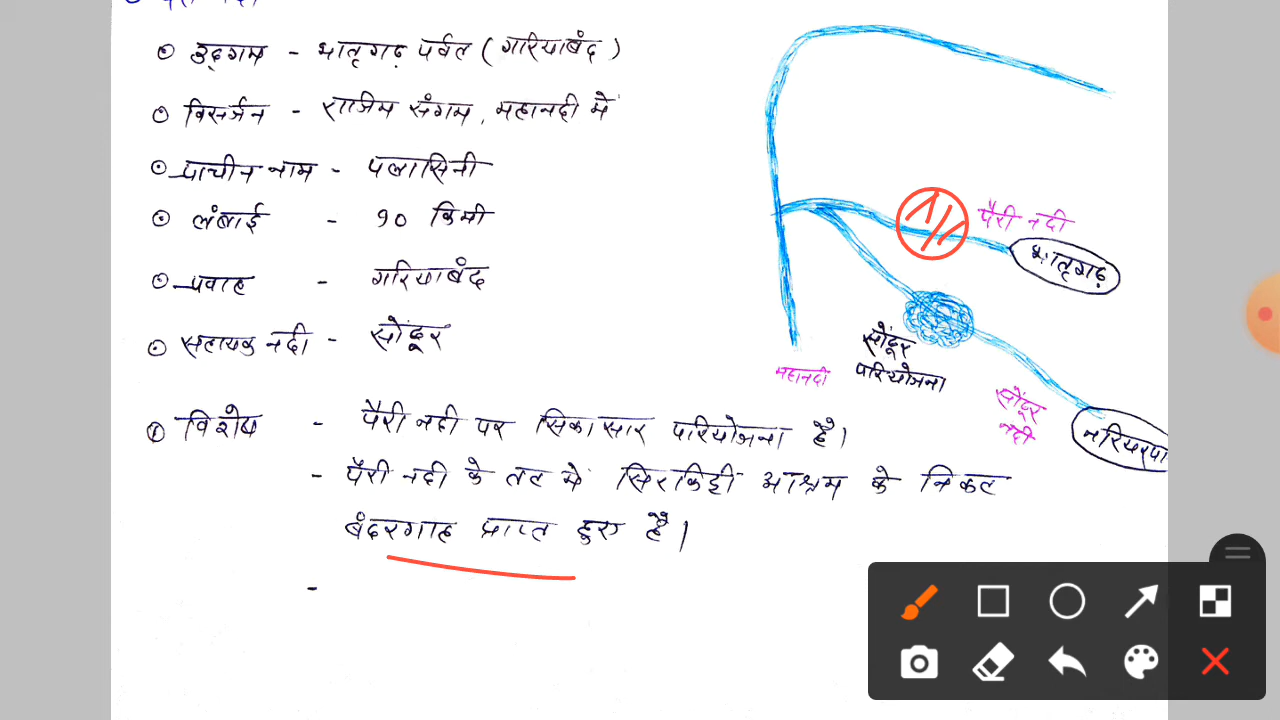 पैरी नदी
उद्‌गम - भातृगढ़ पर्वत (गरियाबंद)
विसर्जन - राजिम संगम, महानदी में
प्राचीन नाम - पलासिनी
लंबाई - 90 किमी
प्रवाह - गरियाबंद
सहायक नदी - सोंढूर
विशेष - पैरी नदी पर सिकासार परियोजना है।
- पैरी नदी के तट में सिरकिट्टी आश्रम के निकट
बंदरगाह प्राप्त हुए है।
-
पैरी नदी
भातृगढ़
सोंढूर
परियोजना
महानदी
सोंढूर
नदी